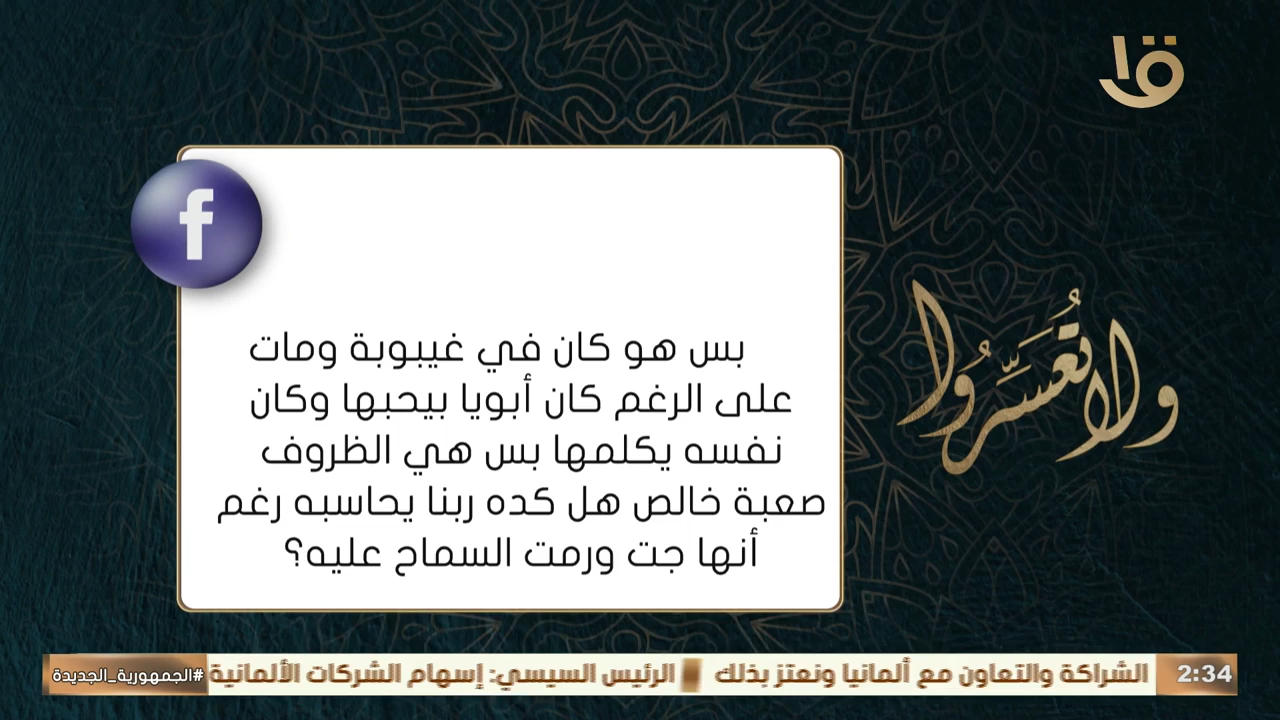 f
بس هو كان في غيبوبة ومات
على الرغم كان أبويا بيحبها وكان
نفسه يكلمها بس هي الظروف
صعبة خالص هل كده ربنا يحاسبه رغم
أنها جت ورمت السماح عليه؟
ولا تُعَسِّرُوا
2:34
الشراكة والتعاون مع ألمانيا ونعتز بذلك
الرئيس السيسي: إسهام الشركات الألمانية
#الجمهورية_الجديدة